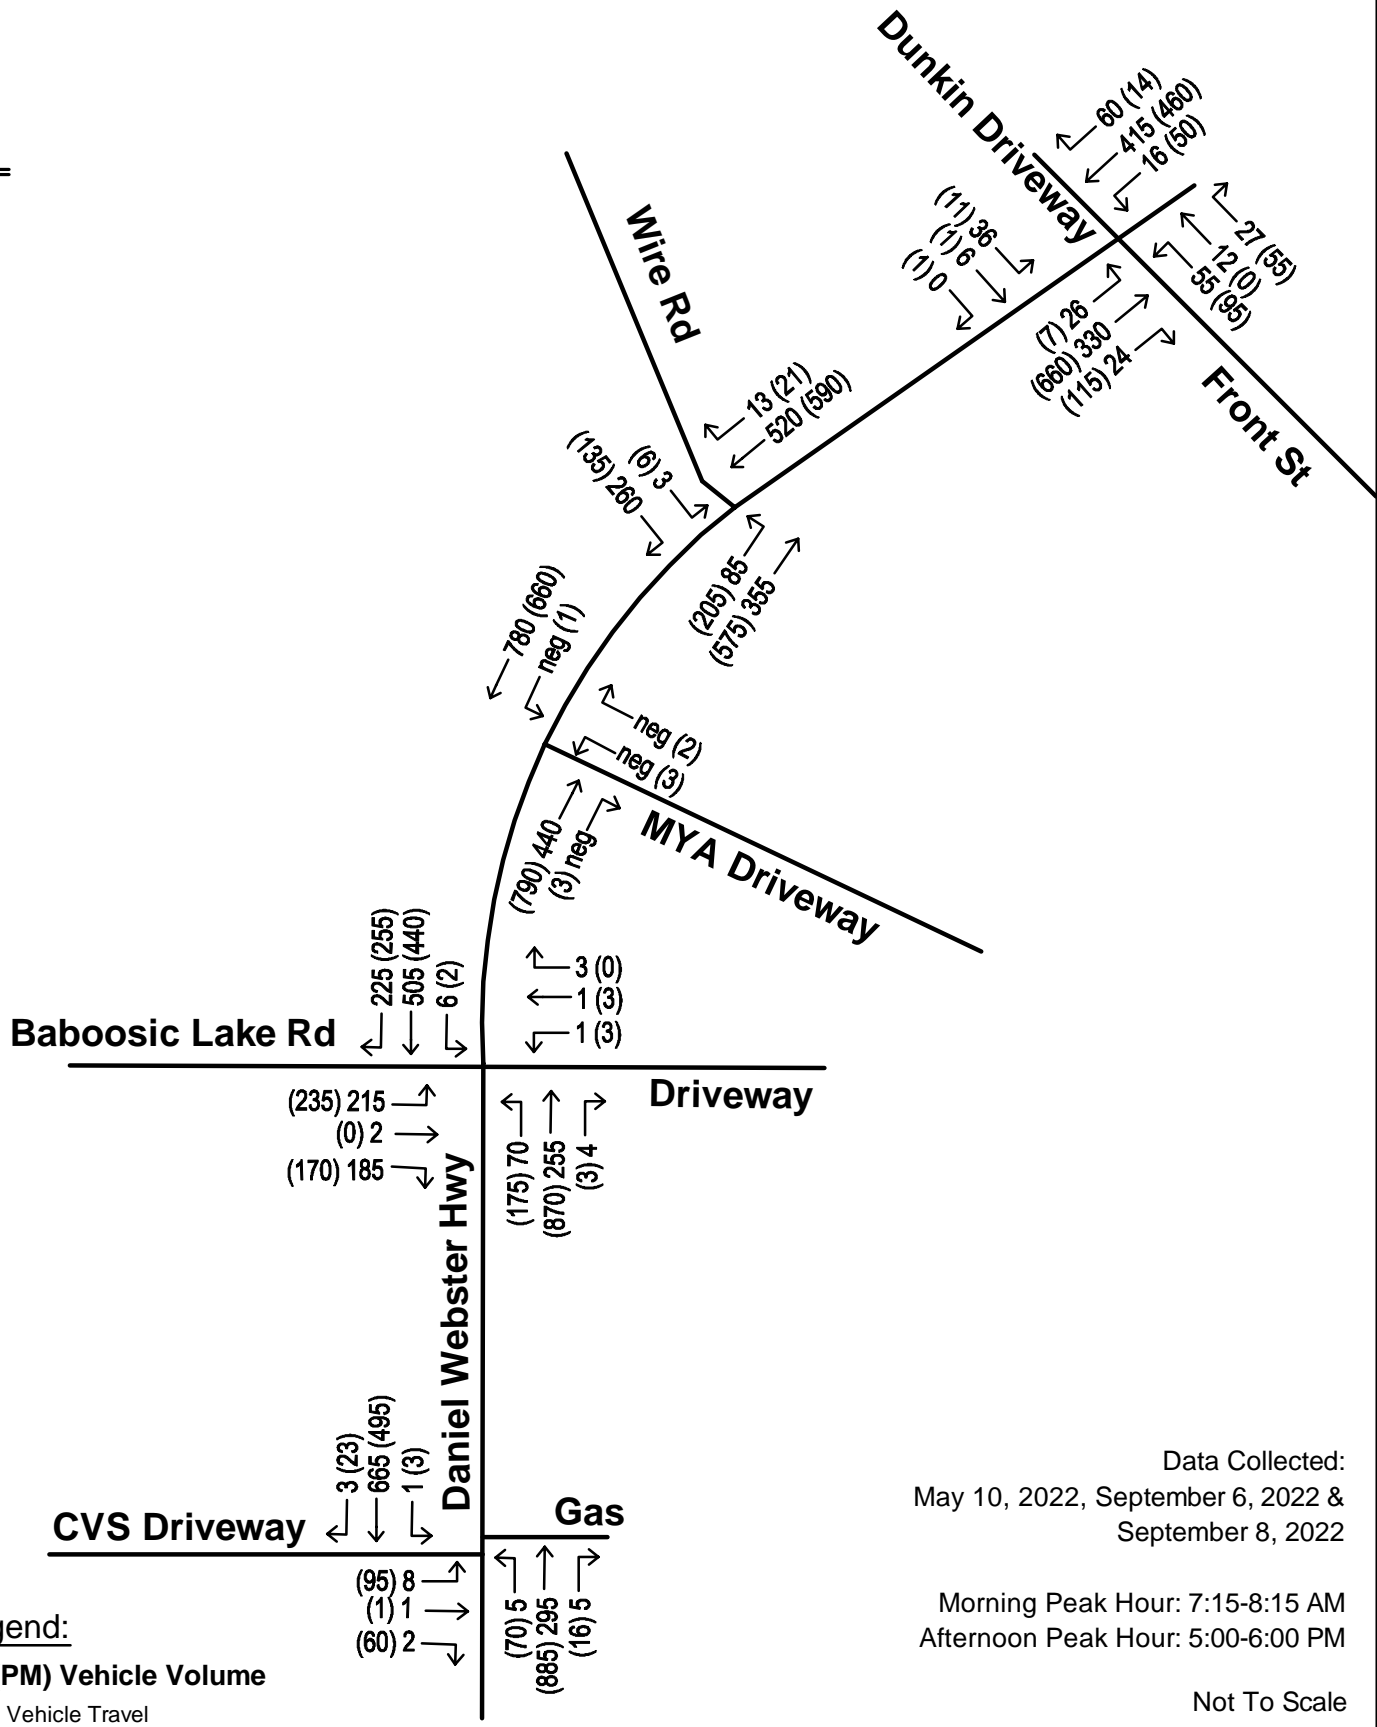 Dunkin Driveway
60 (14)
415 (460)
16 (50)
27 (55)
12 (0)
55 (95)
(11) 36
(1) 6
(1) 0
(7) 26
(660) 330
(115) 24
Front St
Wire Rd
13 (21)
520 (590)
(6) 3
(135) 260
(205) 85
(575) 355
780 (660)
neg (1)
neg (2)
neg (3)
(790) 440
(3) neg
MYA Driveway
225 (255)
505 (440)
6 (2)
3 (0)
1 (3)
1 (3)
Baboosic Lake Rd
Driveway
(235) 215
(0) 2
(170) 185
(175) 70
(870) 255
(3) 4
Daniel Webster Hwy
3 (23)
665 (495)
1 (3)
CVS Driveway
Gas
(95) 8
(1) 1
(60) 2
(70) 5
(885) 295
(16) 5
Data Collected:
May 10, 2022, September 6, 2022 &
September 8, 2022
Morning Peak Hour: 7:15-8:15 AM
Afternoon Peak Hour: 5:00-6:00 PM
Not To Scale
gend:
PM) Vehicle Volume
Vehicle Travel